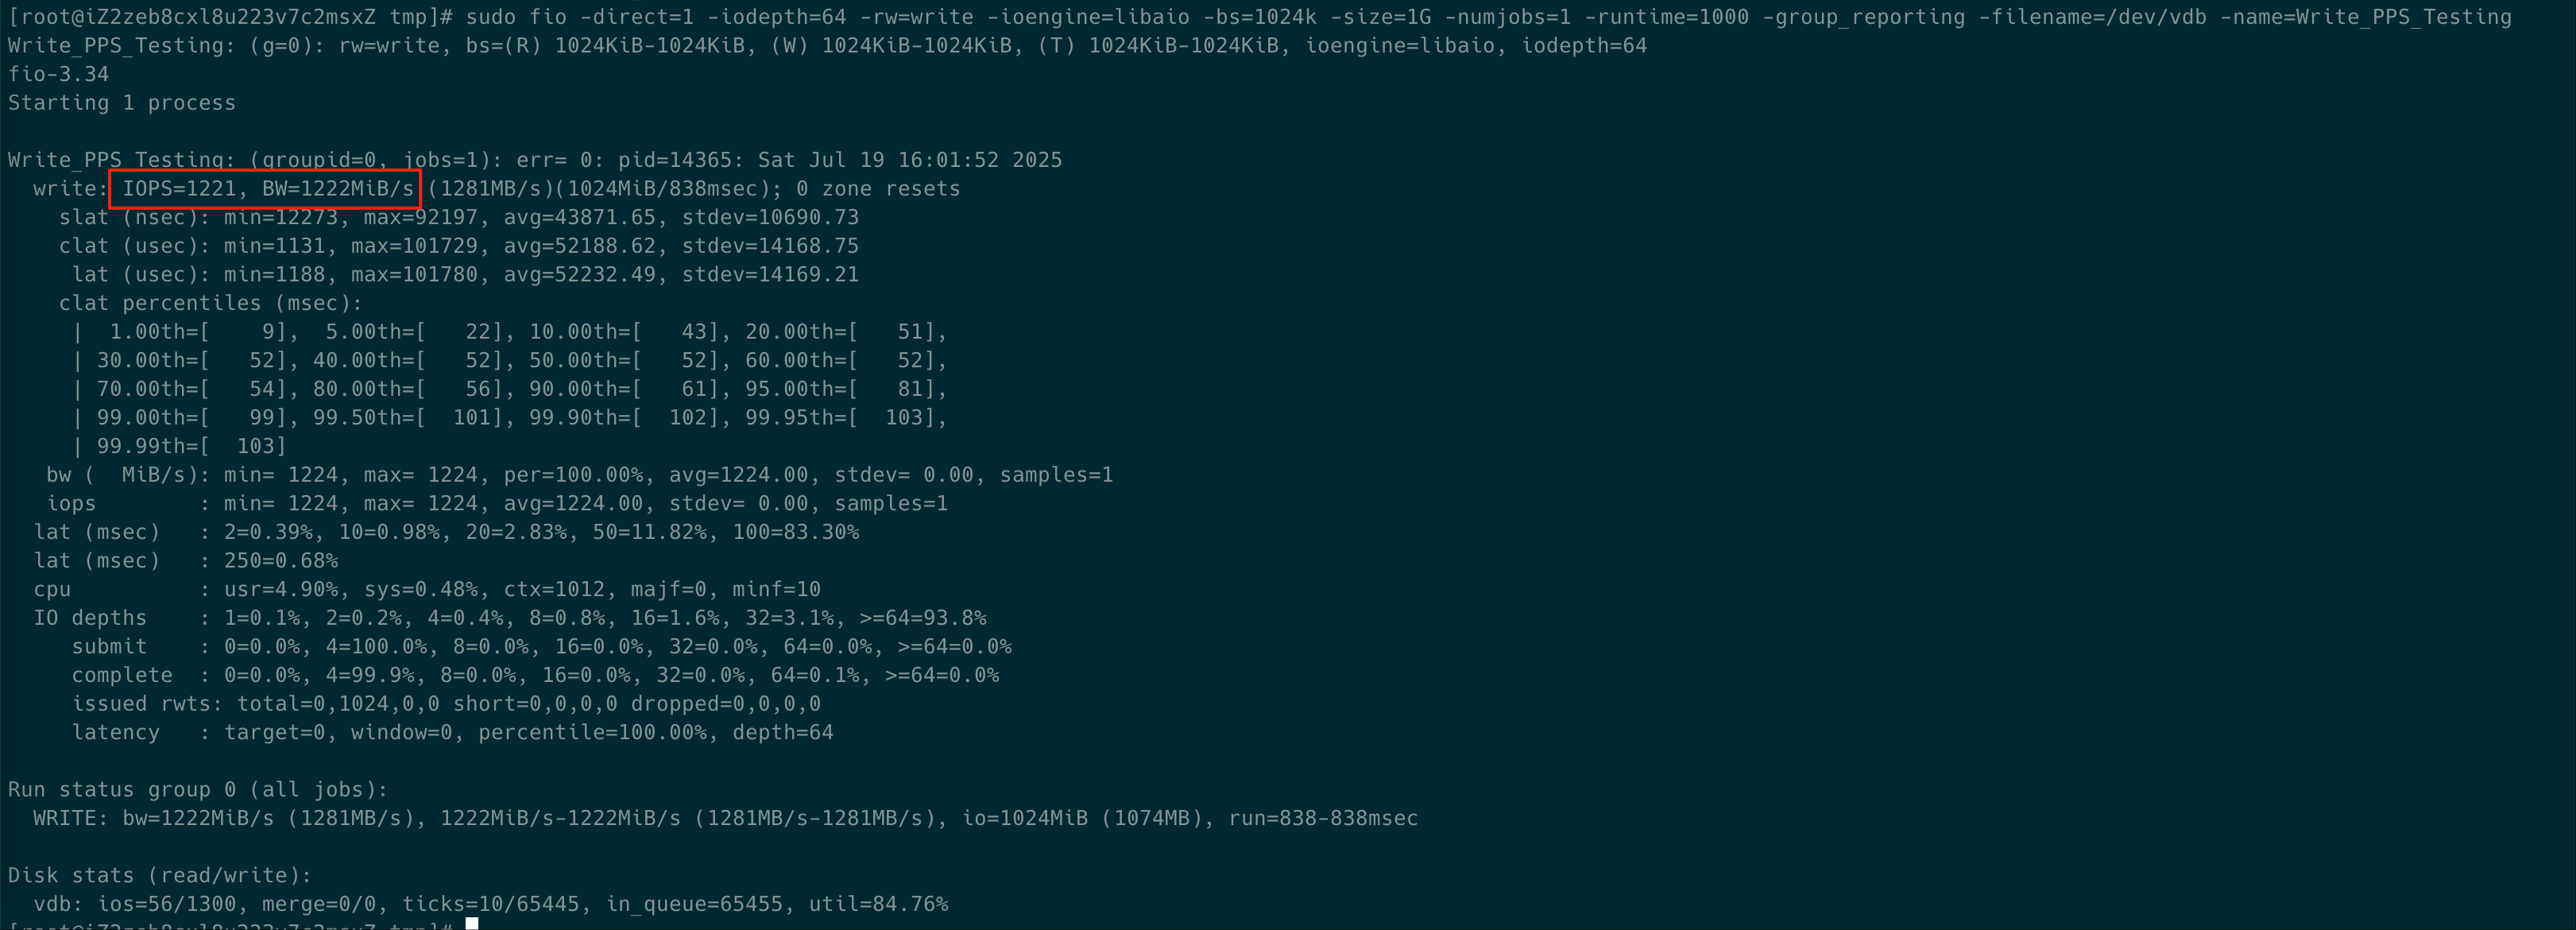 [root@iZ2zeb8cxl8u223v7c2msxZ tmp]# sudo fio -direct=1 -iodepth=64 -rw=write -ioengine=libaio -bs=1024k -size=1G -numjobs=1 -runtime=1000 -group_reporting -filename=/dev/vdb -name=Write_PPS_Testing
Write_PPS_Testing: (g=0): rw=write, bs=(R) 1024KiB-1024KiB, (W) 1024KiB-1024KiB, (T) 1024KiB-1024KiB, ioengine=libaio, iodepth=64
fio-3.34
Starting 1 process
Write_PPS_Testing: (groupid=0, jobs=1): err= 0: pid=14365: Sat Jul 19 16:01:52 2025
write: IOPS=1221, BW=1222MiB/s (1281MB/s)(1024MiB/838msec); 0 zone resets
slat (nsec): min=12273, max=92197, avg=43871.65, stdev=10690.73
clat (usec): min=1131, max=101729, avg=52188.62, stdev=14168.75
lat (usec): min=1188, max=101780, avg=52232.49, stdev=14169.21
clat percentiles (msec):
| 1.00th=[ 9], 5.00th=[ 22], 10.00th=[ 43], 20.00th=[ 51],
| 30.00th=[ 52], 40.00th=[ 52], 50.00th=[ 52], 60.00th=[ 52],
| 70.00th=[ 54], 80.00th=[ 56], 90.00th=[ 61], 95.00th=[ 81],
| 99.00th=[ 99], 99.50th=[ 101], 99.90th=[ 102], 99.95th=[ 103],
| 99.99th=[ 103]
bw ( MiB/s): min= 1224, max= 1224, per=100.00%, avg=1224.00, stdev= 0.00, samples=1
iops : min= 1224, max= 1224, avg=1224.00, stdev= 0.00, samples=1
lat (msec) : 2=0.39%, 10=0.98%, 20=2.83%, 50=11.82%, 100=83.30%
lat (msec) : 250=0.68%
cpu : usr=4.90%, sys=0.48%, ctx=1012, majf=0, minf=10
IO depths : 1=0.1%, 2=0.2%, 4=0.4%, 8=0.8%, 16=1.6%, 32=3.1%, >=64=93.8%
submit : 0=0.0%, 4=100.0%, 8=0.0%, 16=0.0%, 32=0.0%, 64=0.0%, >=64=0.0%
complete : 0=0.0%, 4=99.9%, 8=0.0%, 16=0.0%, 32=0.0%, 64=0.1%, >=64=0.0%
issued rwts: total=0,1024,0,0 short=0,0,0,0 dropped=0,0,0,0
latency : target=0, window=0, percentile=100.00%, depth=64
Run status group 0 (all jobs):
WRITE: bw=1222MiB/s (1281MB/s), 1222MiB/s-1222MiB/s (1281MB/s-1281MB/s), io=1024MiB (1074MB), run=838-838msec
Disk stats (read/write):
vdb: ios=56/1300, merge=0/0, ticks=10/65445, in_queue=65455, util=84.76%
[root@iZ2zeb8cxl8u223v7c2msxZ tmp]#